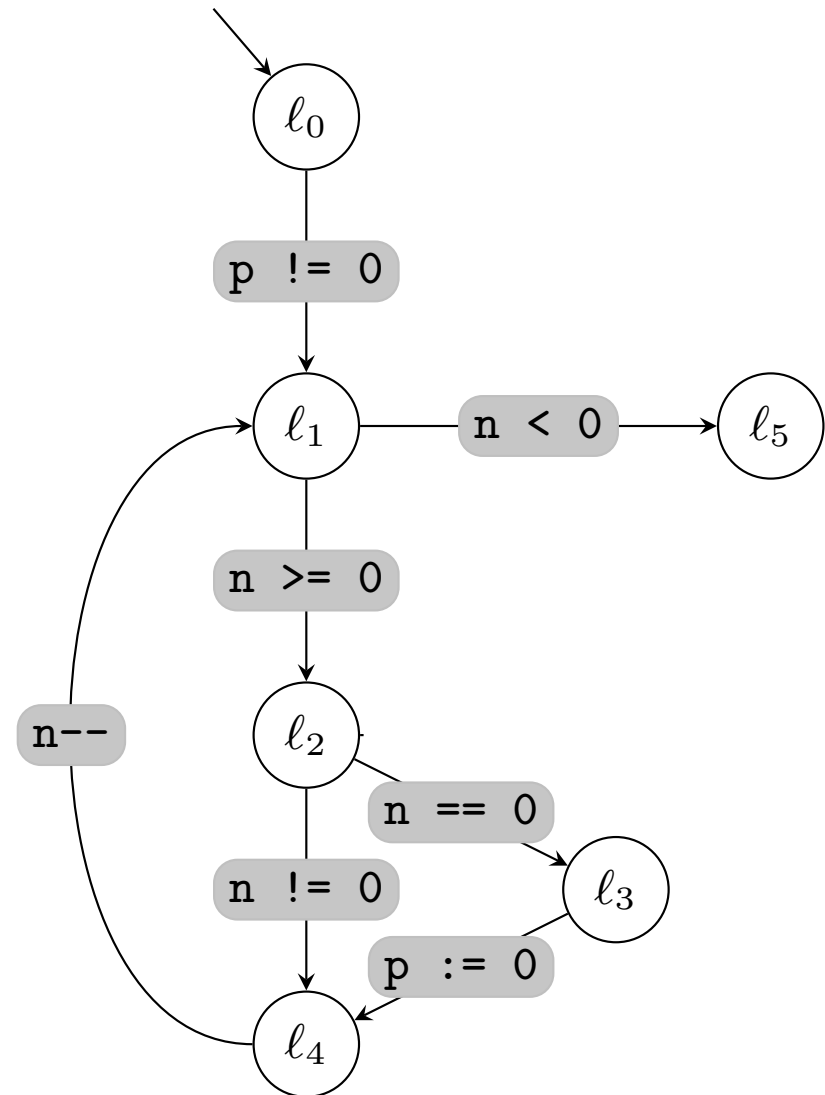 ℓ0
p != 0
ℓ1
n < 0
ℓ5
n >= 0
n--
ℓ2
n == 0
n != 0
ℓ3
p := 0
ℓ4